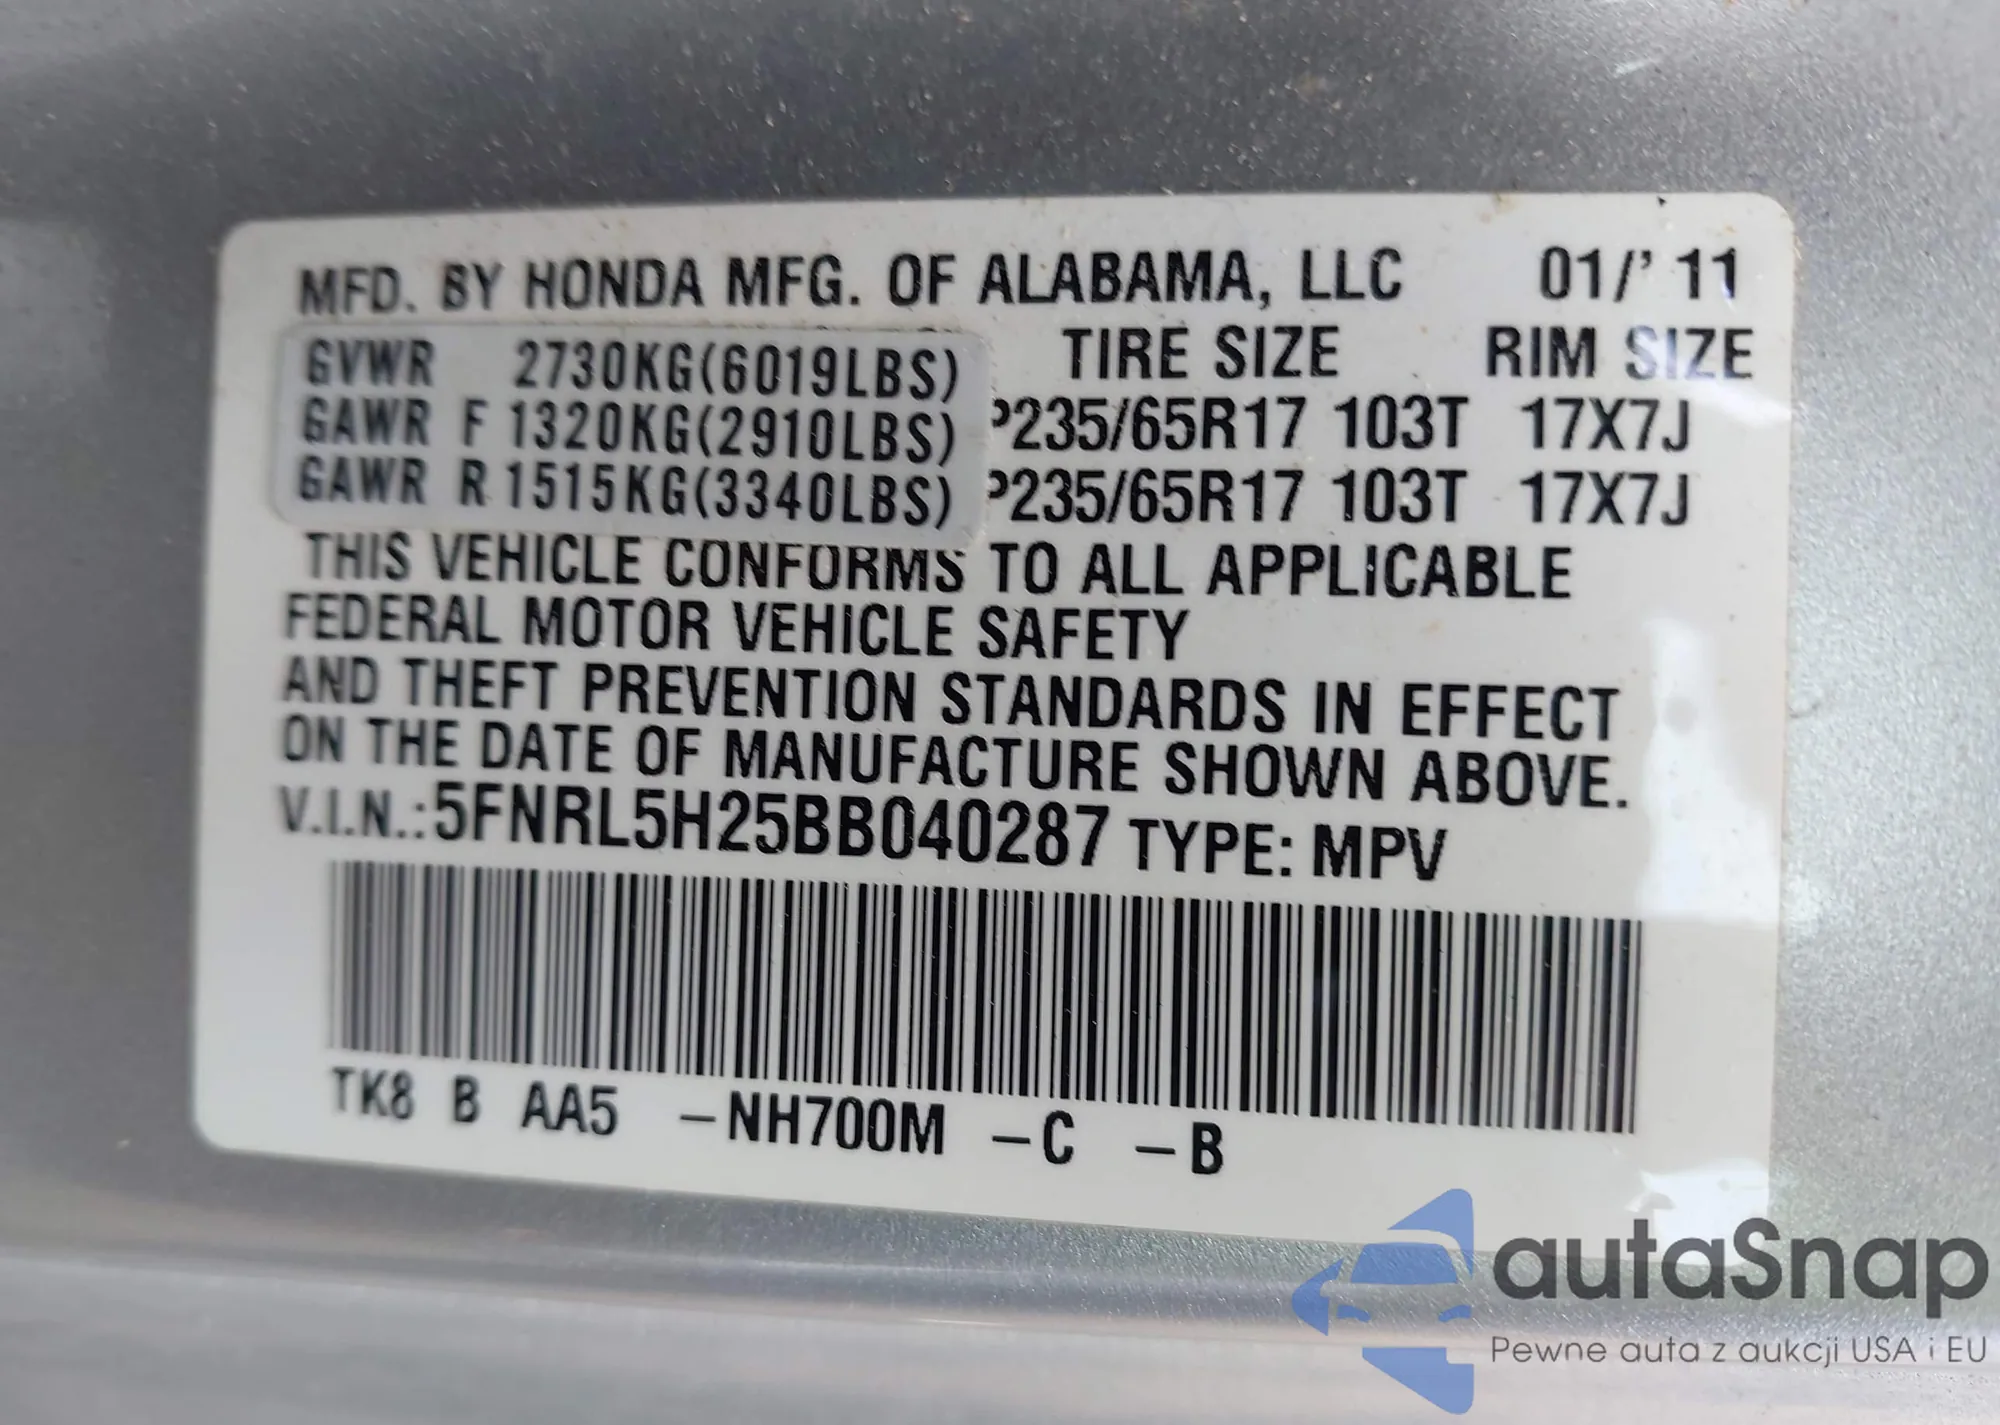 MFD. BY HONDA MFG. OF ALABAMA, LLC 01/'11
TIRE SIZE RIM SIZE
GVWR 2730KG(6019LBS)
GAWR F 1320KG(2910LBS) P235/65R17 103T 17X7J
GAWR R 1515KG(3340LBS) P235/65R17 103T 17X7J
THIS VEHICLE CONFORMS TO ALL APPLICABLE
FEDERAL MOTOR VEHICLE SAFETY
AND THEFT PREVENTION STANDARDS IN EFFECT
ON THE DATE OF MANUFACTURE SHOWN ABOVE.
V.I.N.:5FNRL5H25BB040287 TYPE: MPV
TK8 B AA5 –NH700M –C –B
autaSnap
Pewne auta z aukcji USA i EU